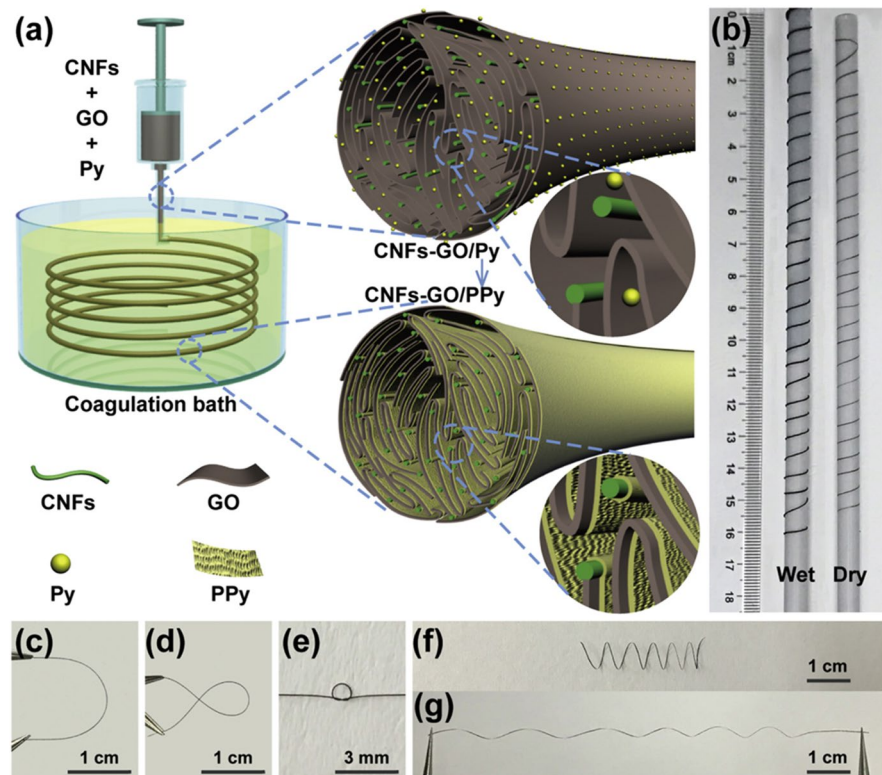 (a)
CNFs
+
GO
+
Py
CNFs-GO/Py
CNFs-GO/PPy
Coagulation bath
CNFs
GO
Py
PPy
(b)
0
1cm
2
3
4
5
6
7
8
9
10
11
12
13
14
15
16
17
18
Wet
Dry
(c)
1 cm
(d)
1 cm
(e)
3 mm
(f)
1 cm
(g)
1 cm